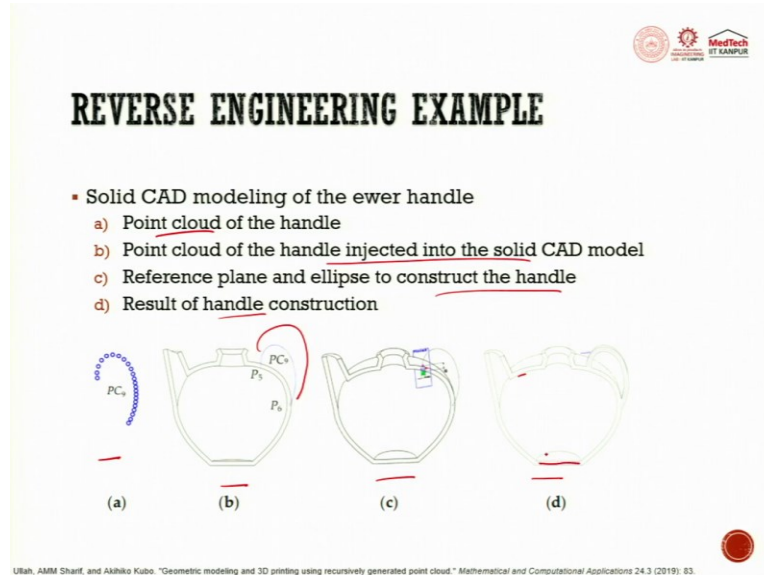 MedTech
IIT KANPUR
REVERSE ENGINEERING EXAMPLE
▪ Solid CAD modeling of the ewer handle
a) Point cloud of the handle
b) Point cloud of the handle injected into the solid CAD model
c) Reference plane and ellipse to construct the handle
d) Result of handle construction
PC₉
PC₉
P₅
P₆
(a) (b) (c) (d)
Ullah, AMM Sharif, and Akihiko Kubo. "Geometric modeling and 3D printing using recursively generated point cloud." Mathematical and Computational Applications 24.3 (2019): 83.